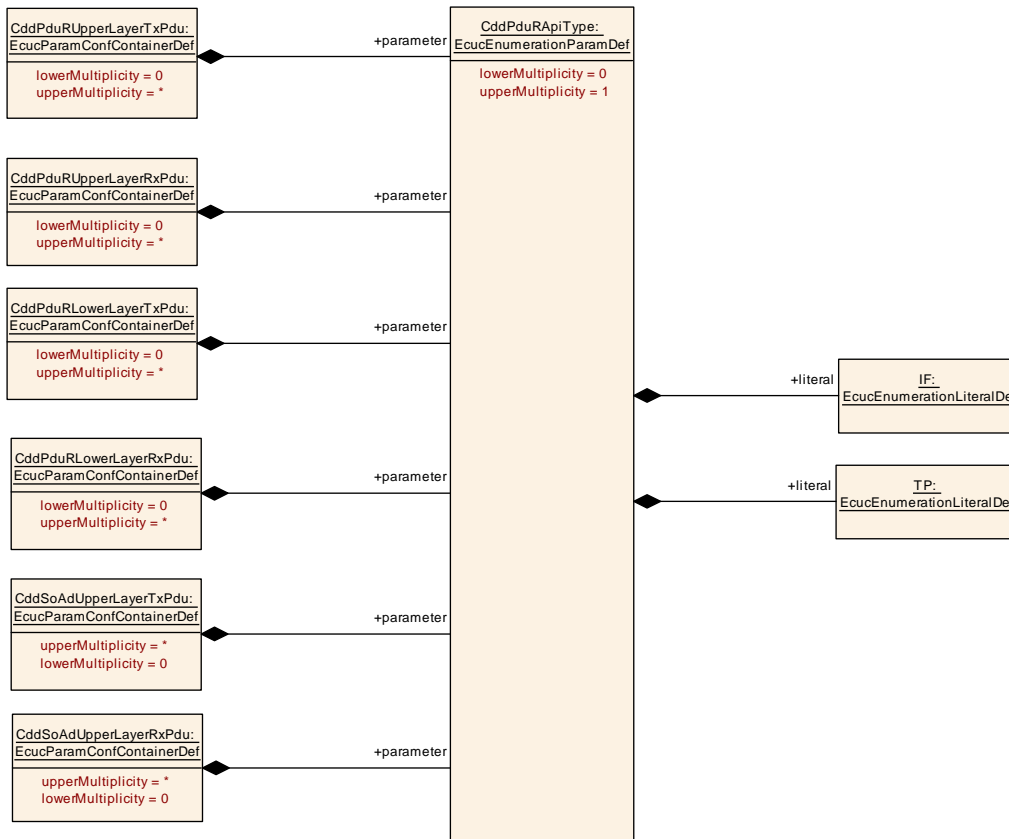 CddPduRUpperLayerTxPdu:
EcucParamConfContainerDef
lowerMultiplicity = 0
upperMultiplicity = *
+parameter
CddPduRApiType:
EcucEnumerationParamDef
lowerMultiplicity = 0
upperMultiplicity = 1
CddPduRUpperLayerRxPdu:
EcucParamConfContainerDef
lowerMultiplicity = 0
upperMultiplicity = *
+parameter
CddPduRLowerLayerTxPdu:
EcucParamConfContainerDef
lowerMultiplicity = 0
upperMultiplicity = *
+parameter
+literal
IF:
EcucEnumerationLiteralDe
CddPduRLowerLayerRxPdu:
EcucParamConfContainerDef
lowerMultiplicity = 0
upperMultiplicity = *
+parameter
+literal
TP:
EcucEnumerationLiteralDe
CddSoAdUpperLayerTxPdu:
EcucParamConfContainerDef
upperMultiplicity = *
lowerMultiplicity = 0
+parameter
CddSoAdUpperLayerRxPdu:
EcucParamConfContainerDef
upperMultiplicity = *
lowerMultiplicity = 0
+parameter